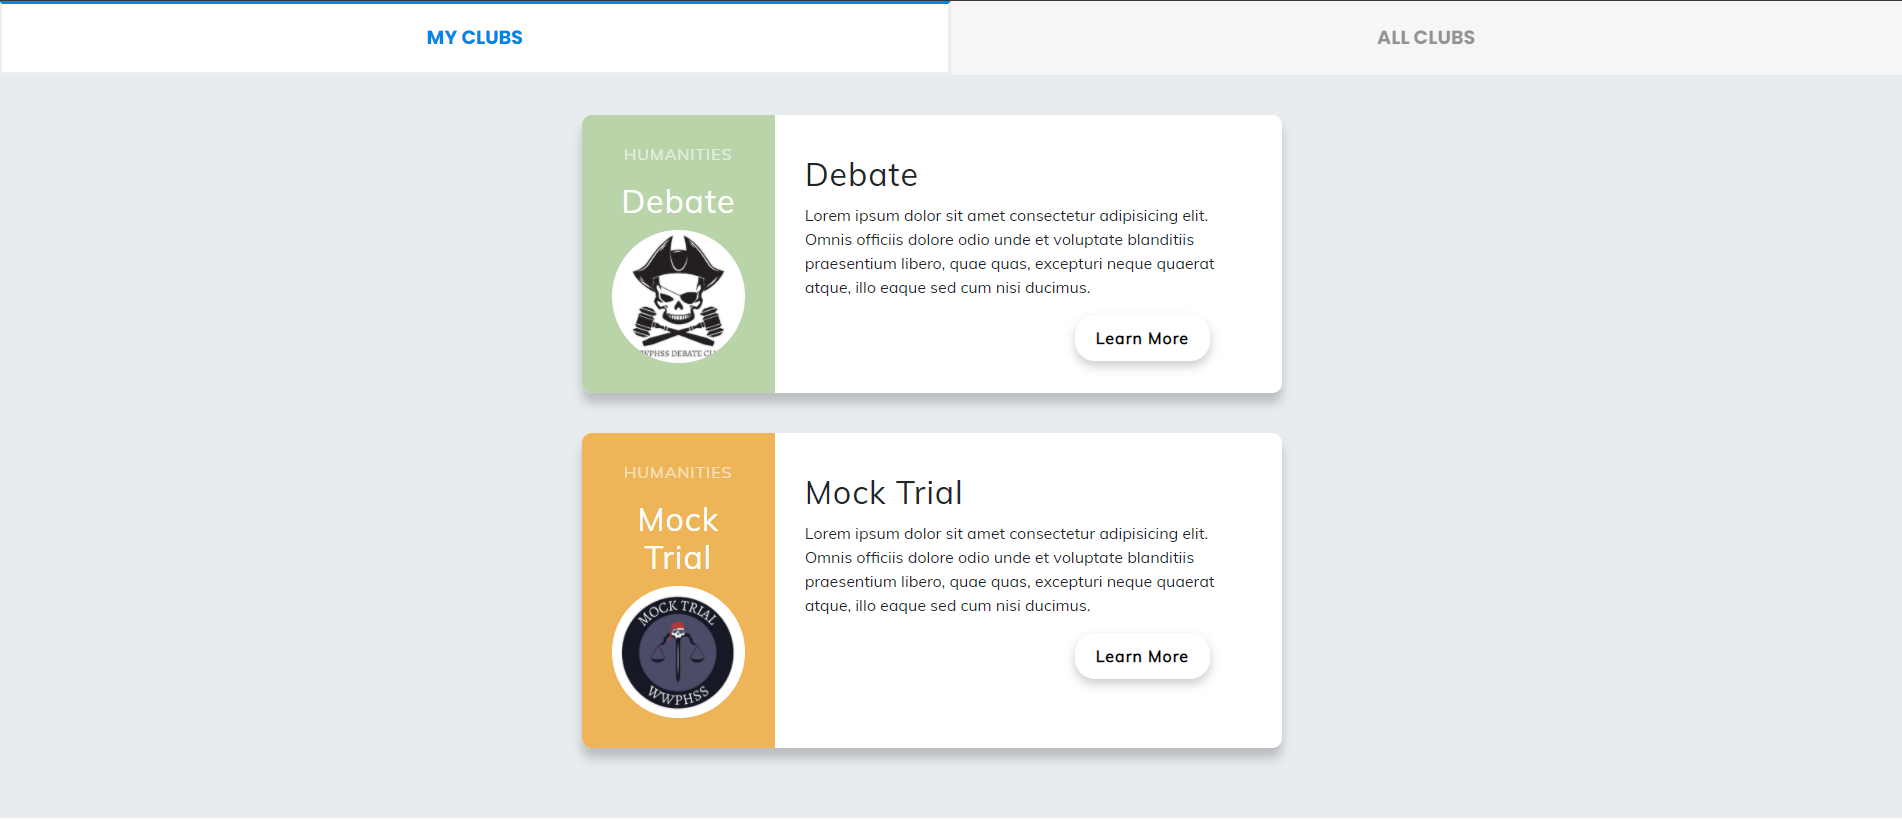 MY CLUBS
ALL CLUBS
HUMANITIES
Debate
WPHSS DEBATE
Debate
Lorem ipsum dolor sit amet consectetur adipisicing elit.
Omnis officiis dolore odio unde et voluptate blanditiis
praesentium libero, quae quas, excepturi neque quaerat
atque, illo eaque sed cum nisi ducimus.
Learn More
HUMANITIES
Mock
Trial
MOCK TRIAL
WWPHSS
Mock Trial
Lorem ipsum dolor sit amet consectetur adipisicing elit.
Omnis officiis dolore odio unde et voluptate blanditiis
praesentium libero, quae quas, excepturi neque quaerat
atque, illo eaque sed cum nisi ducimus.
Learn More